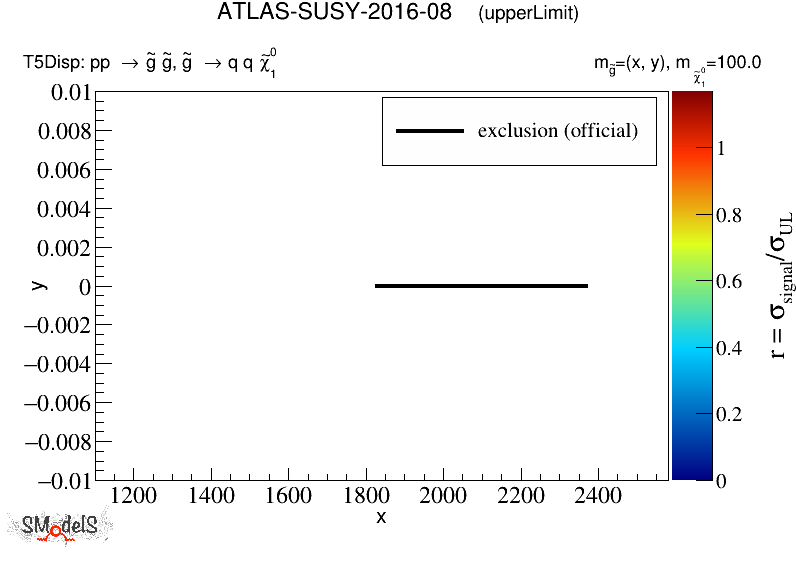 ATLAS-SUSY-2016-08 (upperLimit)
T5Disp: pp → g̃ g̃, g̃ → q q χ̃⁰₁
m_g̃=(x, y), m_χ̃⁰₁=100.0
exclusion (official)
0.01
0.008
0.006
0.004
0.002
0
−0.002
−0.004
−0.006
−0.008
−0.01
y
1200 1400 1600 1800 2000 2200 2400
x
1
0.8
0.6
0.4
0.2
0
r = σ_signal/σ_UL
SModelS